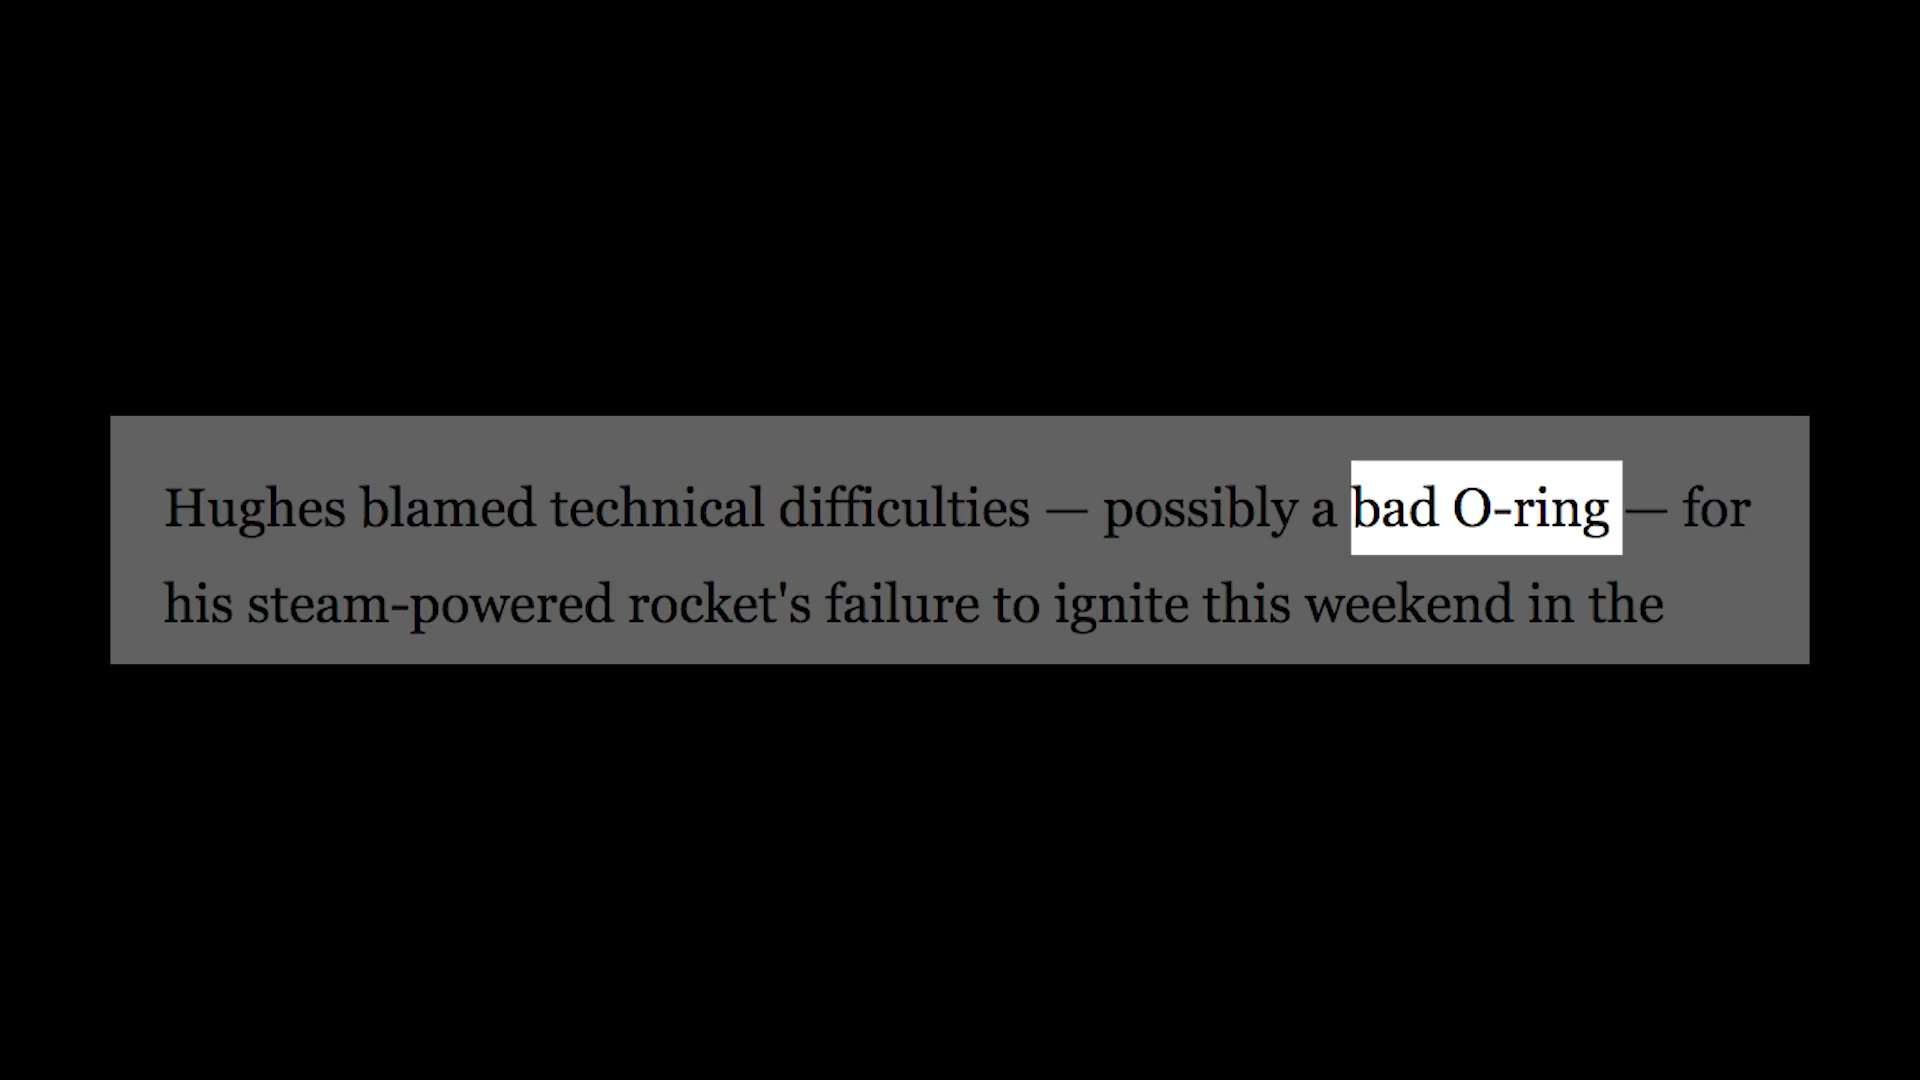 Hughes blamed technical difficulties — possibly a bad O-ring — for
his steam-powered rocket's failure to ignite this weekend in the